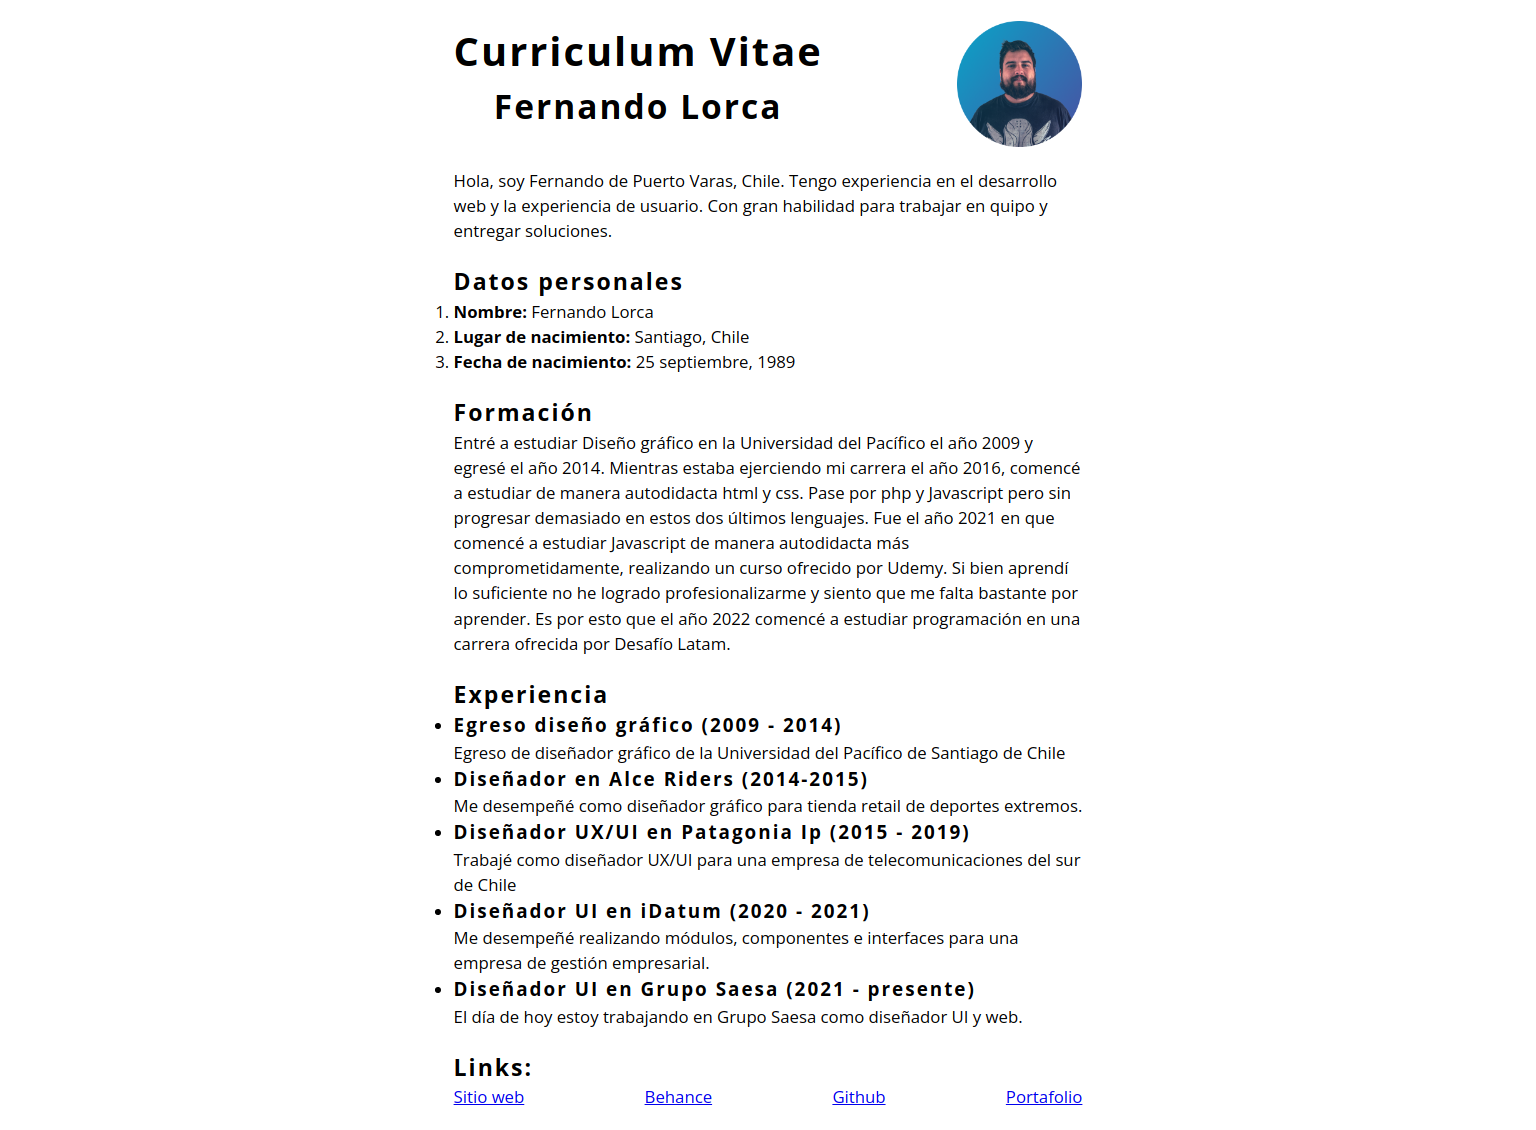 Curriculum Vitae
Fernando Lorca
Hola, soy Fernando de Puerto Varas, Chile. Tengo experiencia en el desarrollo
web y la experiencia de usuario. Con gran habilidad para trabajar en quipo y
entregar soluciones.
Datos personales
1. Nombre: Fernando Lorca
2. Lugar de nacimiento: Santiago, Chile
3. Fecha de nacimiento: 25 septiembre, 1989
Formación
Entré a estudiar Diseño gráfico en la Universidad del Pacífico el año 2009 y
egresé el año 2014. Mientras estaba ejerciendo mi carrera el año 2016, comencé
a estudiar de manera autodidacta html y css. Pase por php y Javascript pero sin
progresar demasiado en estos dos últimos lenguajes. Fue el año 2021 en que
comencé a estudiar Javascript de manera autodidacta más
comprometidamente, realizando un curso ofrecido por Udemy. Si bien aprendí
lo suficiente no he logrado profesionalizarme y siento que me falta bastante por
aprender. Es por esto que el año 2022 comencé a estudiar programación en una
carrera ofrecida por Desafío Latam.
Experiencia
• Egreso diseño gráfico (2009 - 2014)
Egreso de diseñador gráfico de la Universidad del Pacífico de Santiago de Chile
• Diseñador en Alce Riders (2014-2015)
Me desempeñé como diseñador gráfico para tienda retail de deportes extremos.
• Diseñador UX/UI en Patagonia Ip (2015 - 2019)
Trabajé como diseñador UX/UI para una empresa de telecomunicaciones del sur
de Chile
• Diseñador UI en iDatum (2020 - 2021)
Me desempeñé realizando módulos, componentes e interfaces para una
empresa de gestión empresarial.
• Diseñador UI en Grupo Saesa (2021 - presente)
El día de hoy estoy trabajando en Grupo Saesa como diseñador UI y web.
Links:
Sitio web Behance Github Portafolio